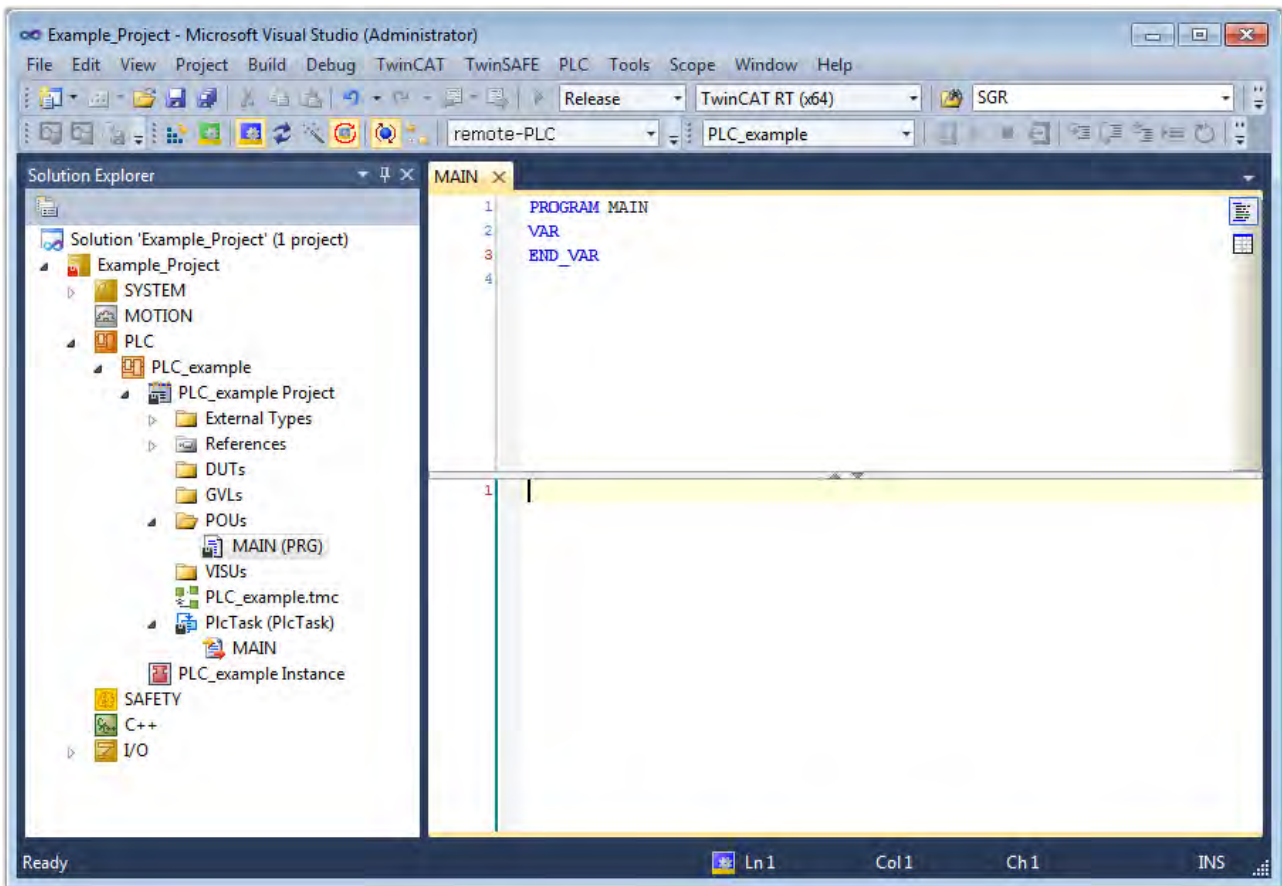 Example_Project - Microsoft Visual Studio (Administrator)
File Edit View Project Build Debug TwinCAT TwinSAFE PLC Tools Scope Window Help
Release TwinCAT RT (x64) SGR
remote-PLC PLC_example
Solution Explorer
MAIN
Solution 'Example_Project' (1 project)
Example_Project
SYSTEM
MOTION
PLC
PLC_example
PLC_example Project
External Types
References
DUTs
GVLs
POUs
MAIN (PRG)
VISUs
PLC_example.tmc
PlcTask (PlcTask)
MAIN
PLC_example Instance
SAFETY
C++
I/O
1 PROGRAM MAIN
2 VAR
3 END_VAR
4
1
Ready Ln 1 Col 1 Ch 1 INS